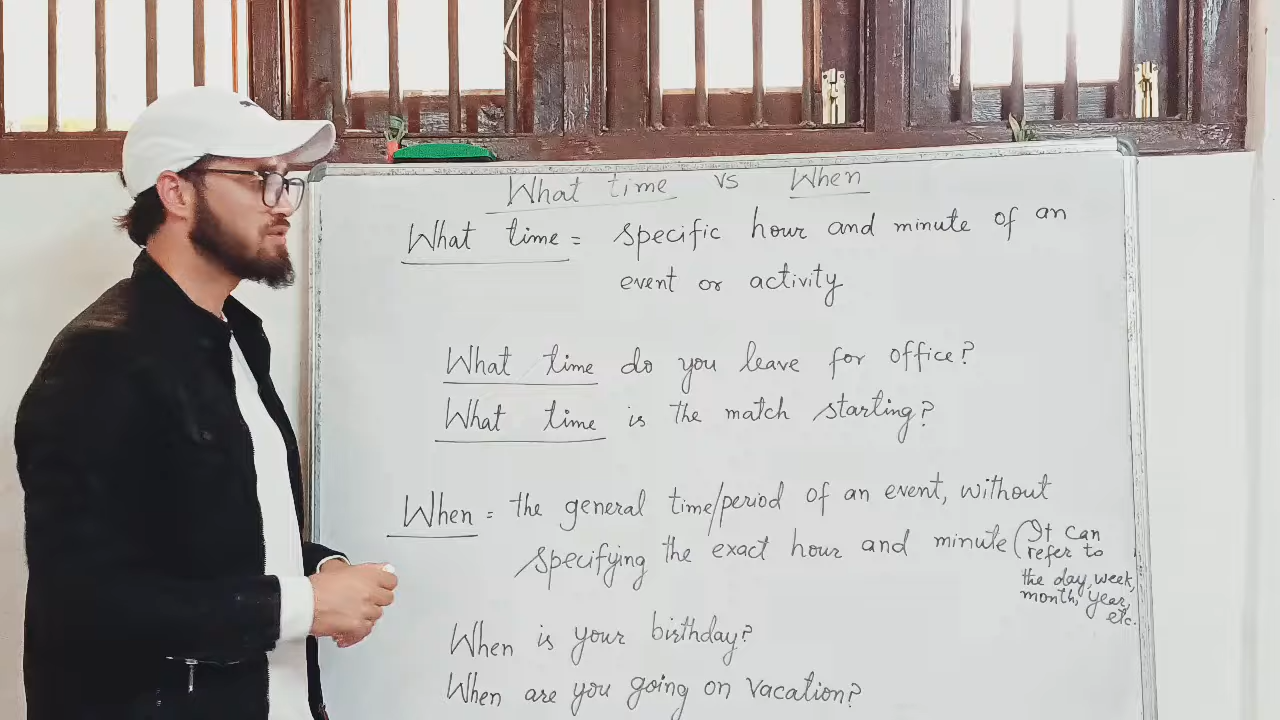 What time vs When
What time = specific hour and minute of an
event or activity
What time do you leave for office?
What time is the match starting?
When = the general time/period of an event, without
specifying the exact hour and minute (It can
refer to
the day, week,
month, year,
etc.
When is your birthday?
When are you going on vacation?